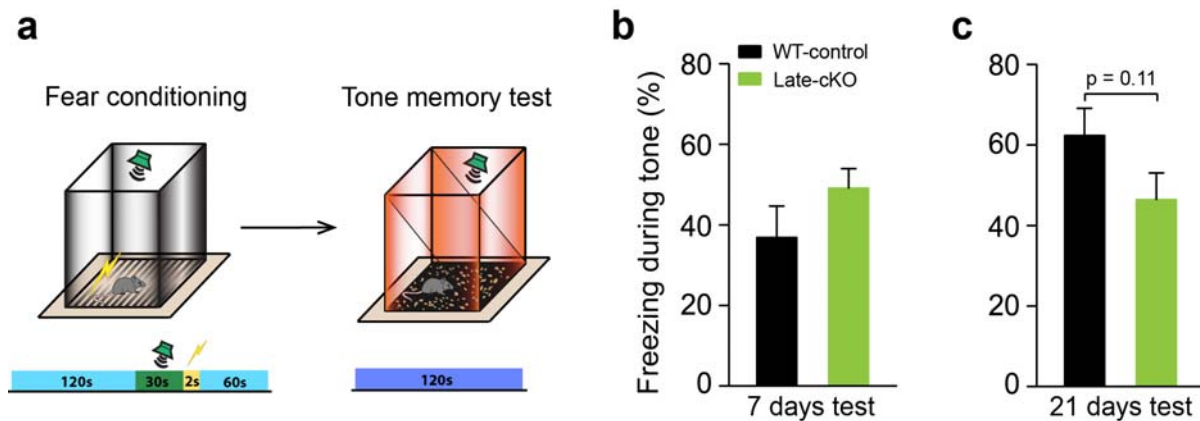 a
Fear conditioning
Tone memory test
120s 30s 2s 60s
120s
b
WT-control
Late-cKO
Freezing during tone (%)
80
60
40
20
0
7 days test
c
80
p = 0.11
60
40
20
0
21 days test